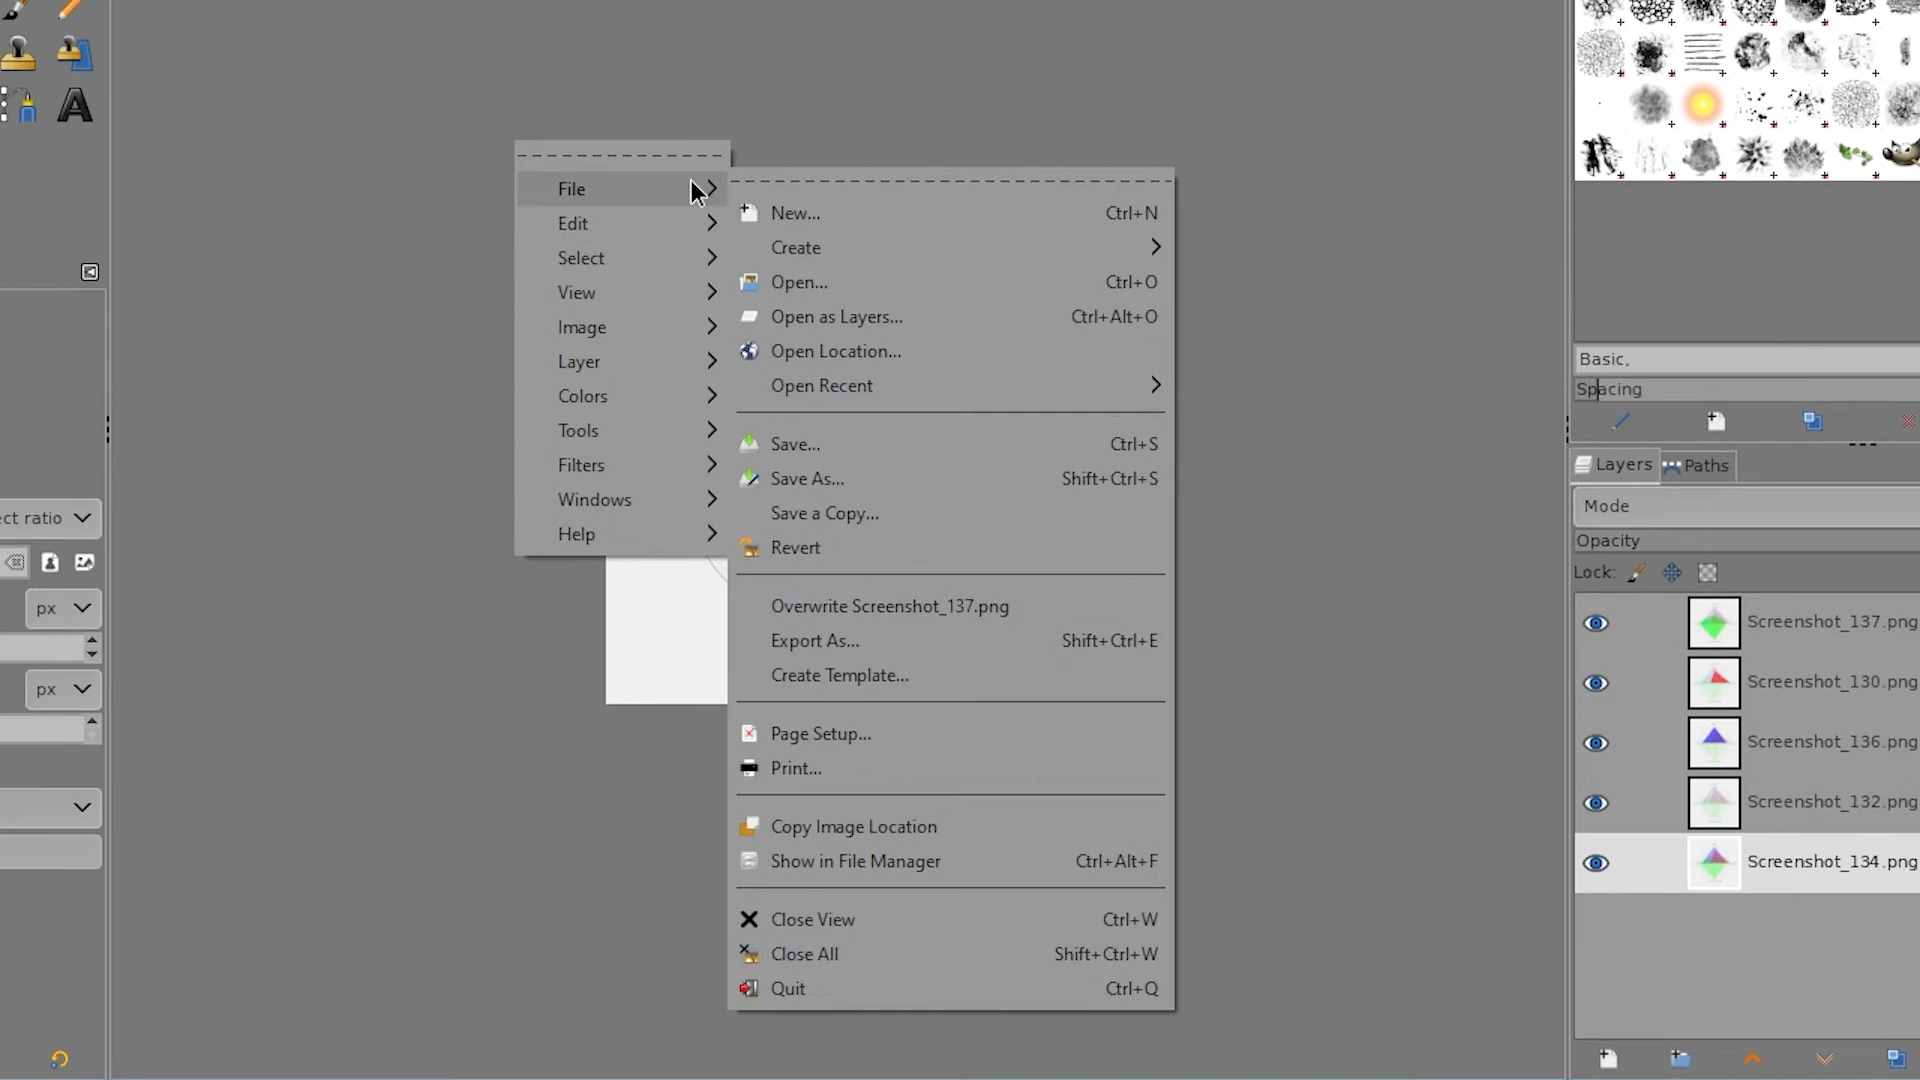 File
Edit
Select
View
Image
Layer
Colors
Tools
Filters
Windows
Help
New... Ctrl+N
Create
Open... Ctrl+O
Open as Layers... Ctrl+Alt+O
Open Location...
Open Recent
Save... Ctrl+S
Save As... Shift+Ctrl+S
Save a Copy...
Revert
Overwrite Screenshot_137.png
Export As... Shift+Ctrl+E
Create Template...
Page Setup...
Print...
Copy Image Location
Show in File Manager Ctrl+Alt+F
Close View Ctrl+W
Close All Shift+Ctrl+W
Quit Ctrl+Q
ect ratio
px
px
Basic,
Spacing
Layers Paths
Mode
Opacity
Lock:
Screenshot_137.png
Screenshot_130.png
Screenshot_136.png
Screenshot_132.png
Screenshot_134.png